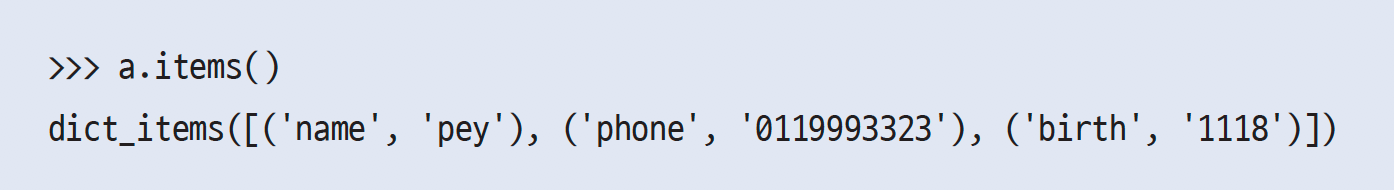 >>> a.items()
dict_items([('name', 'pey'), ('phone', '0119993323'), ('birth', '1118')])